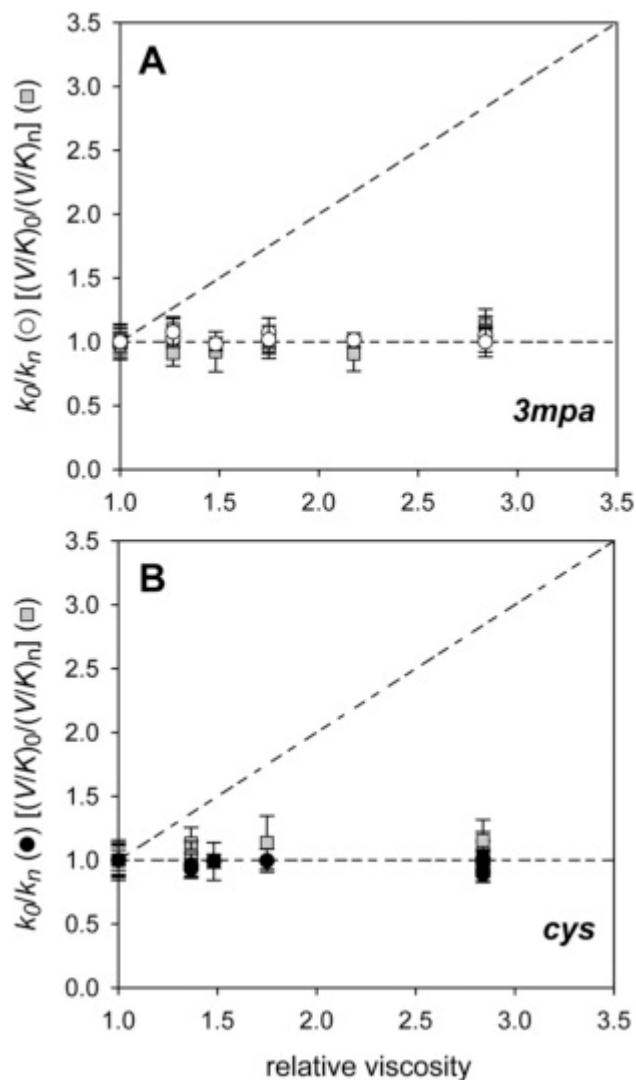 A
3.5
3.0
2.5
2.0
1.5
1.0
0.5
0.0
k0/kn (○) [(V/K)0/(V/K)n] (□)
3mpa
1.0 1.5 2.0 2.5 3.0 3.5
B
3.5
3.0
2.5
2.0
1.5
1.0
0.5
0.0
k0/kn (●) [(V/K)0/(V/K)n] (□)
cys
1.0 1.5 2.0 2.5 3.0 3.5
relative viscosity